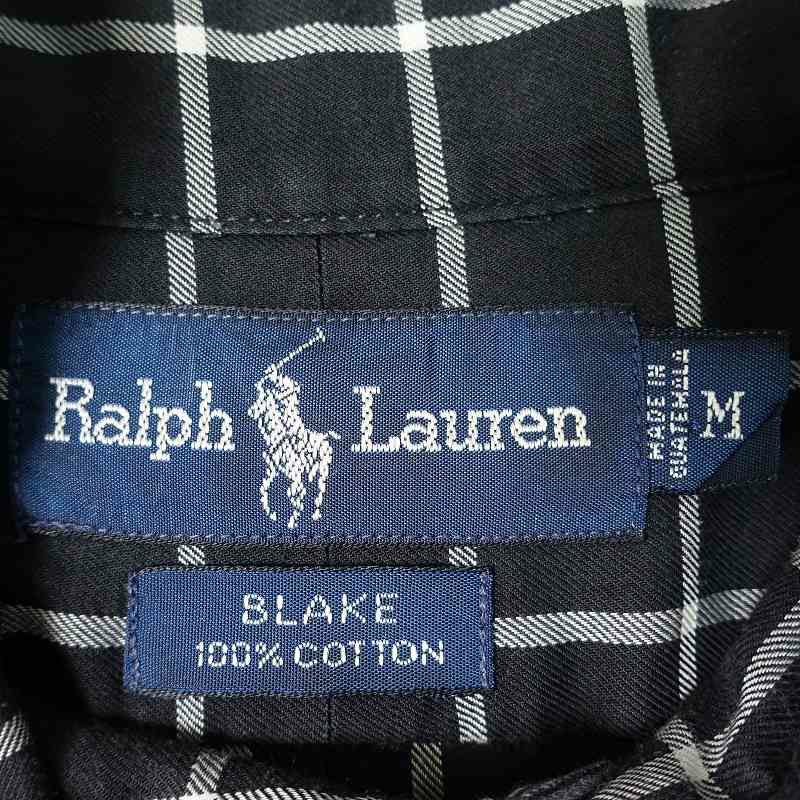 Ralph Lauren
MADE IN
GUATEMALA
M
BLAKE
100% COTTON